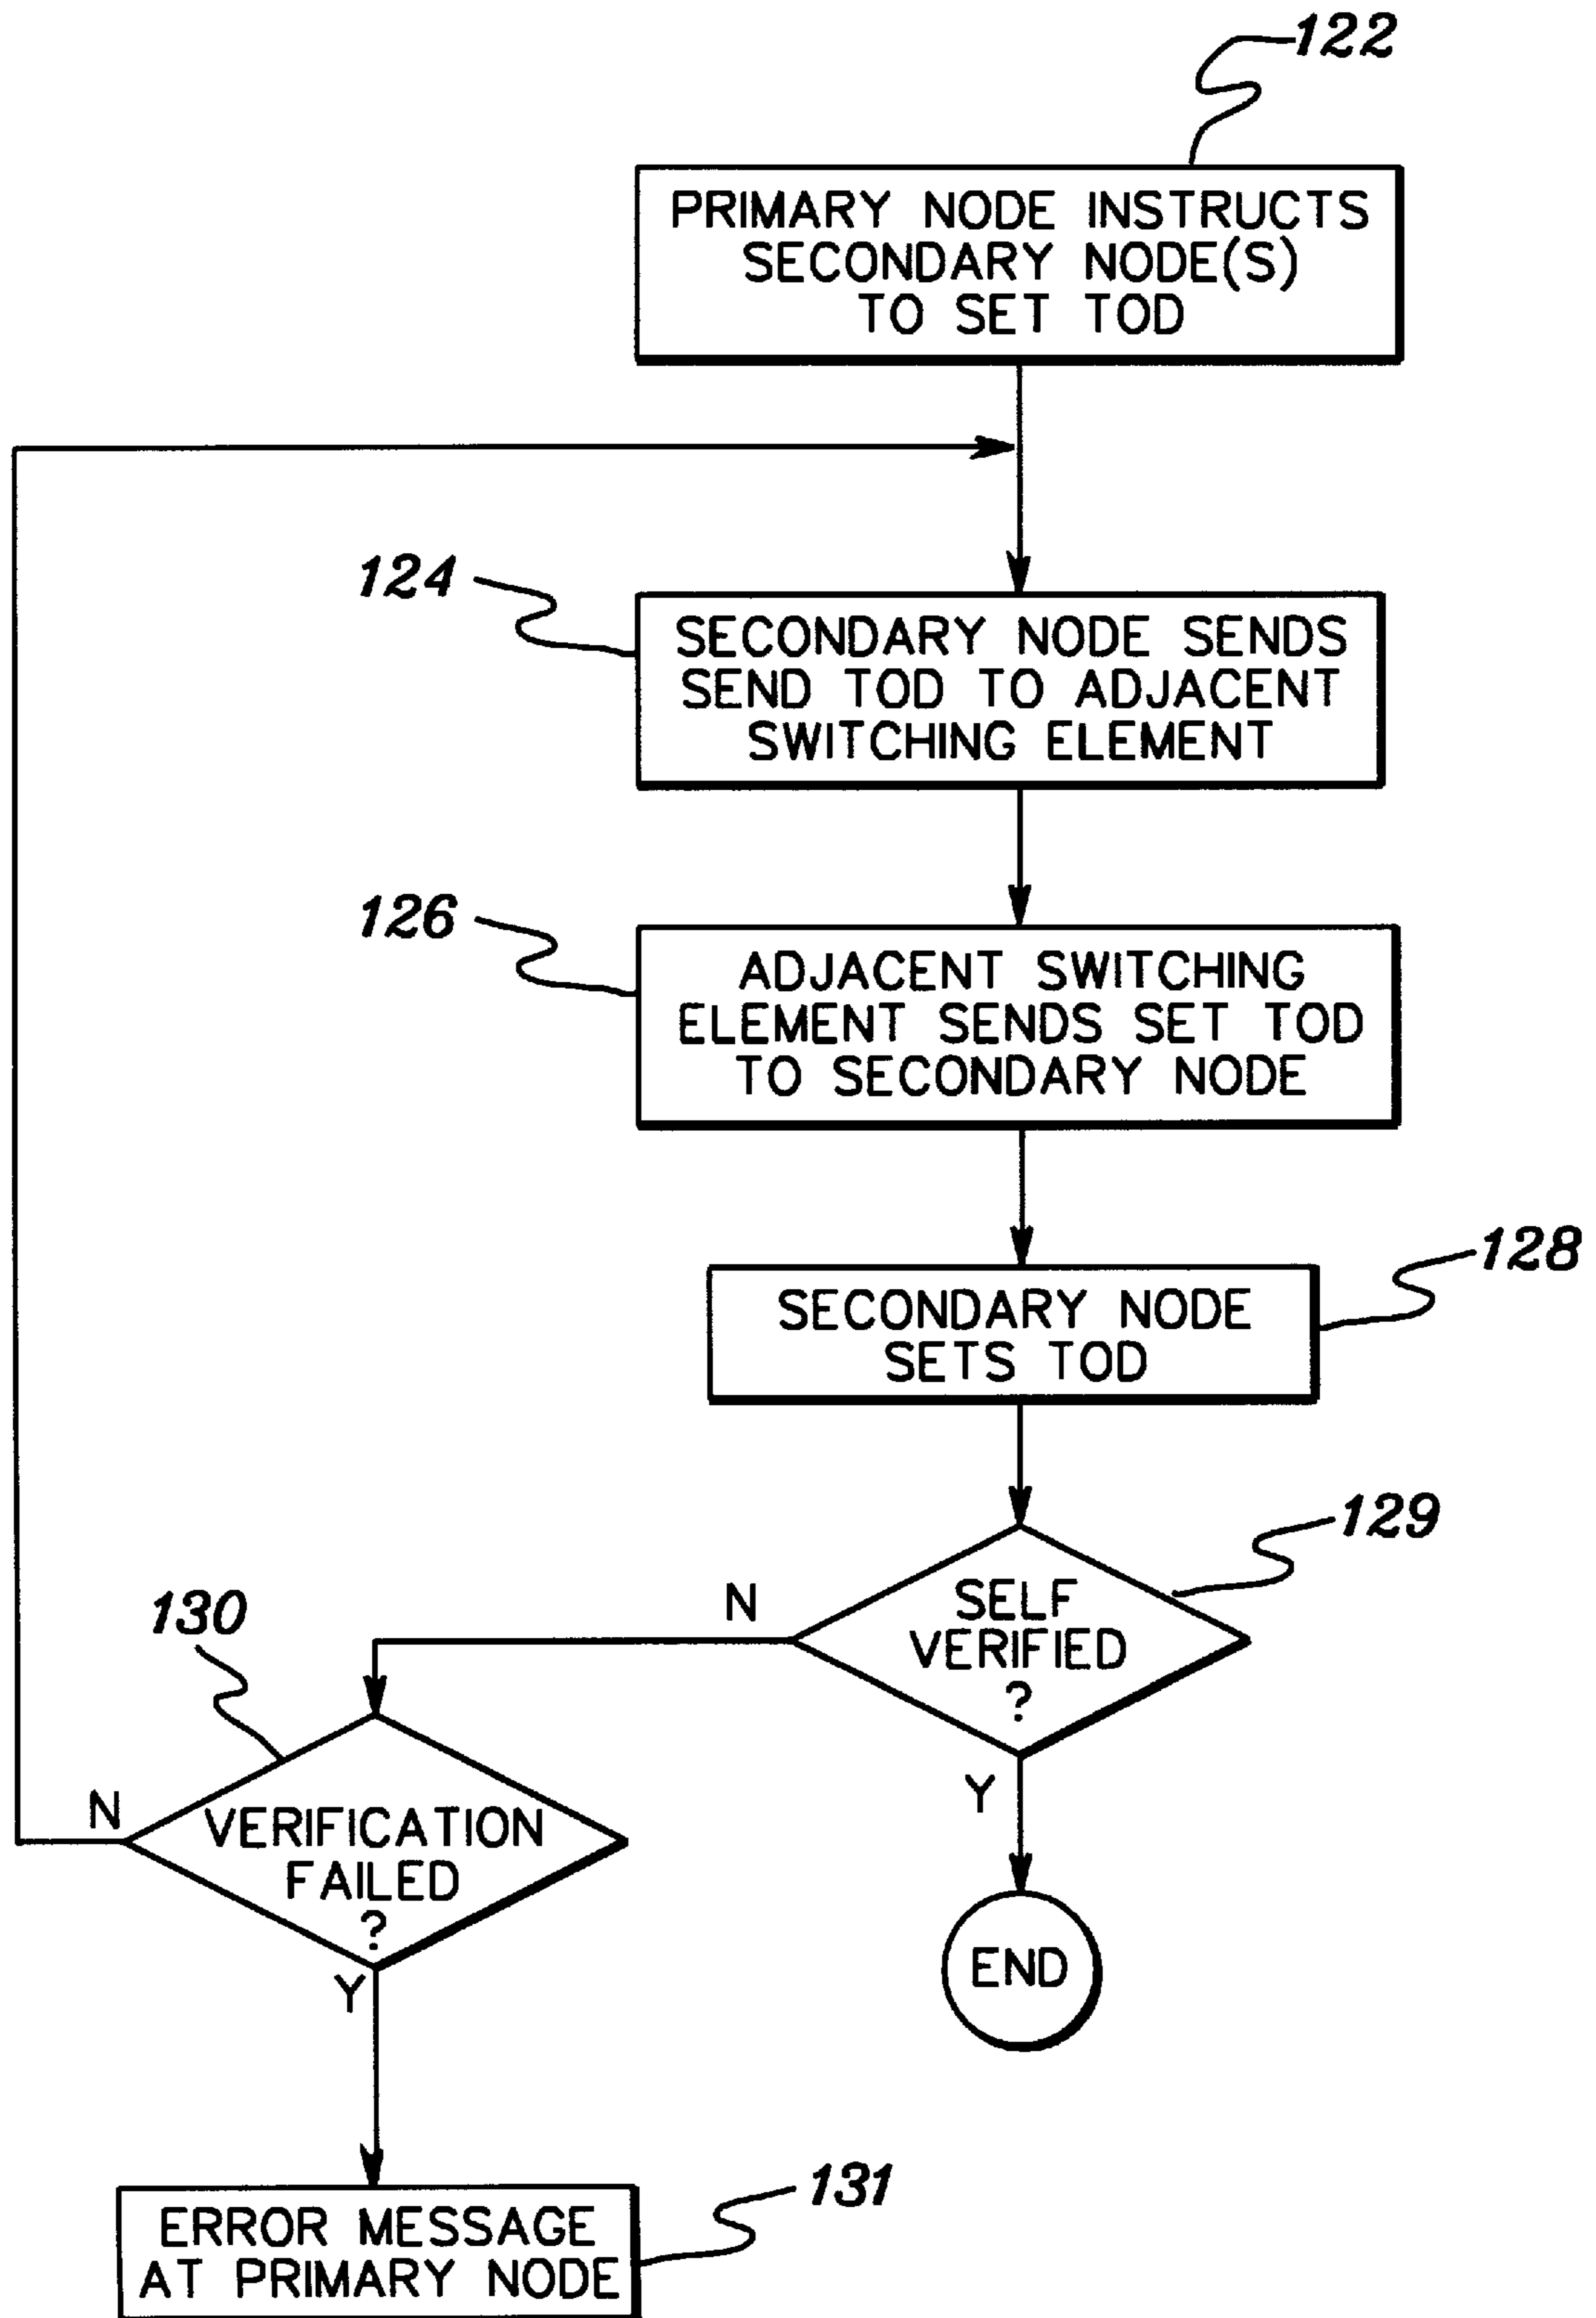 122
PRIMARY NODE INSTRUCTS
SECONDARY NODE(S)
TO SET TOD
124
SECONDARY NODE SENDS
SEND TOD TO ADJACENT
SWITCHING ELEMENT
126
ADJACENT SWITCHING
ELEMENT SENDS SET TOD
TO SECONDARY NODE
128
SECONDARY NODE
SETS TOD
129
SELF
VERIFIED
?
N
Y
END
130
VERIFICATION
FAILED
?
N
Y
131
ERROR MESSAGE
AT PRIMARY NODE